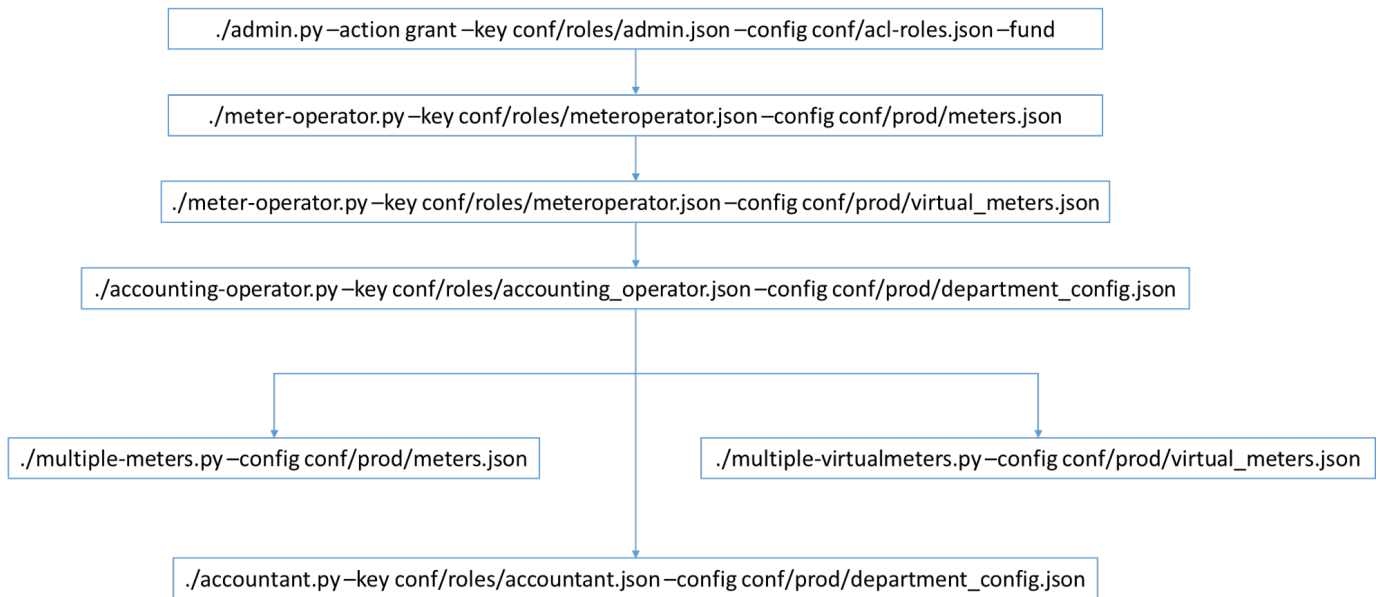 ./admin.py –action grant –key conf/roles/admin.json –config conf/acl-roles.json –fund
./meter-operator.py –key conf/roles/meteroperator.json –config conf/prod/meters.json
./meter-operator.py –key conf/roles/meteroperator.json –config conf/prod/virtual_meters.json
./accounting-operator.py –key conf/roles/accounting_operator.json –config conf/prod/department_config.json
./multiple-meters.py –config conf/prod/meters.json
./multiple-virtualmeters.py –config conf/prod/virtual_meters.json
./accountant.py –key conf/roles/accountant.json –config conf/prod/department_config.json